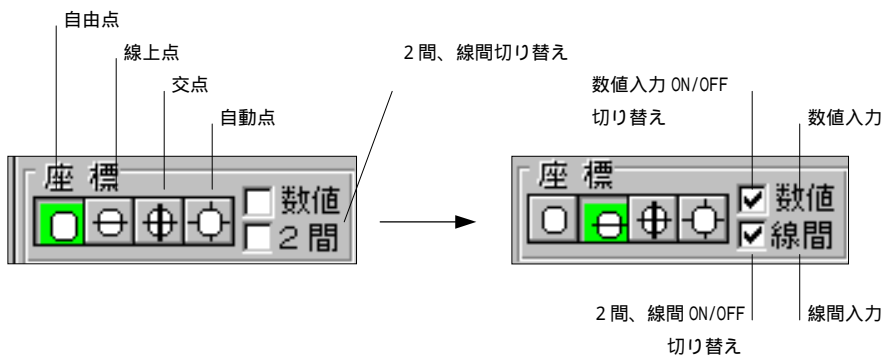 自由点
線上点
交点
自動点
2間、線間切り替え
座標
数値
2間
数値入力 ON/OFF
切り替え
数値入力
座標
数値
線間
2間、線間 ON/OFF
切り替え
線間入力